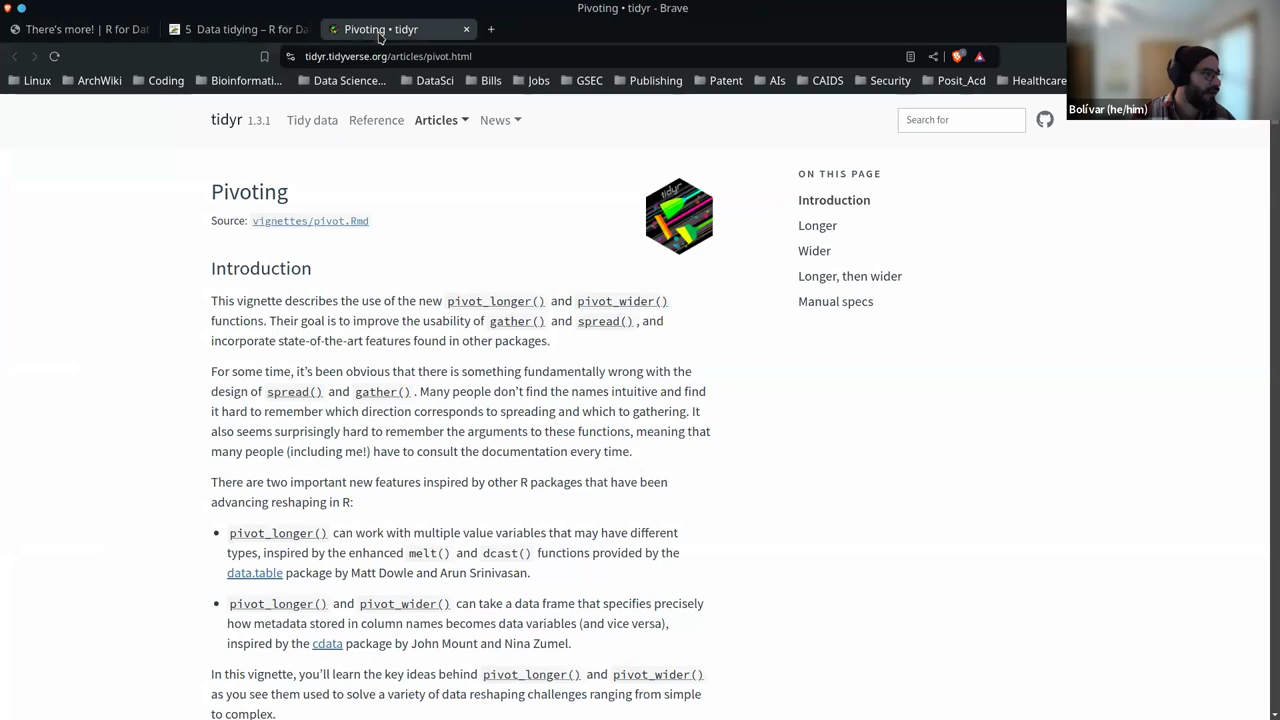 Pivoting • tidyr - Brave
There's more! | R for Dat
5 Data tidying – R for Da
Pivoting • tidyr
tidyr.tidyverse.org/articles/pivot.html
Linux ArchWiki Coding Bioinformati... Data Science... DataSci Bills Jobs GSEC Publishing Patent AIs CAIDS Security Posit_Acd Healthcare
Bolívar (he/him)
tidyr 1.3.1 Tidy data Reference Articles News
Search for
Pivoting
Source: vignettes/pivot.Rmd
tidyr
Introduction
This vignette describes the use of the new pivot_longer() and pivot_wider()
functions. Their goal is to improve the usability of gather() and spread(), and
incorporate state-of-the-art features found in other packages.
For some time, it's been obvious that there is something fundamentally wrong with the
design of spread() and gather(). Many people don't find the names intuitive and find
it hard to remember which direction corresponds to spreading and which to gathering. It
also seems surprisingly hard to remember the arguments to these functions, meaning that
many people (including me!) have to consult the documentation every time.
There are two important new features inspired by other R packages that have been
advancing reshaping in R:
• pivot_longer() can work with multiple value variables that may have different
types, inspired by the enhanced melt() and dcast() functions provided by the
data.table package by Matt Dowle and Arun Srinivasan.
• pivot_longer() and pivot_wider() can take a data frame that specifies precisely
how metadata stored in column names becomes data variables (and vice versa),
inspired by the cdata package by John Mount and Nina Zumel.
In this vignette, you'll learn the key ideas behind pivot_longer() and pivot_wider()
as you see them used to solve a variety of data reshaping challenges ranging from simple
to complex.
ON THIS PAGE
Introduction
Longer
Wider
Longer, then wider
Manual specs